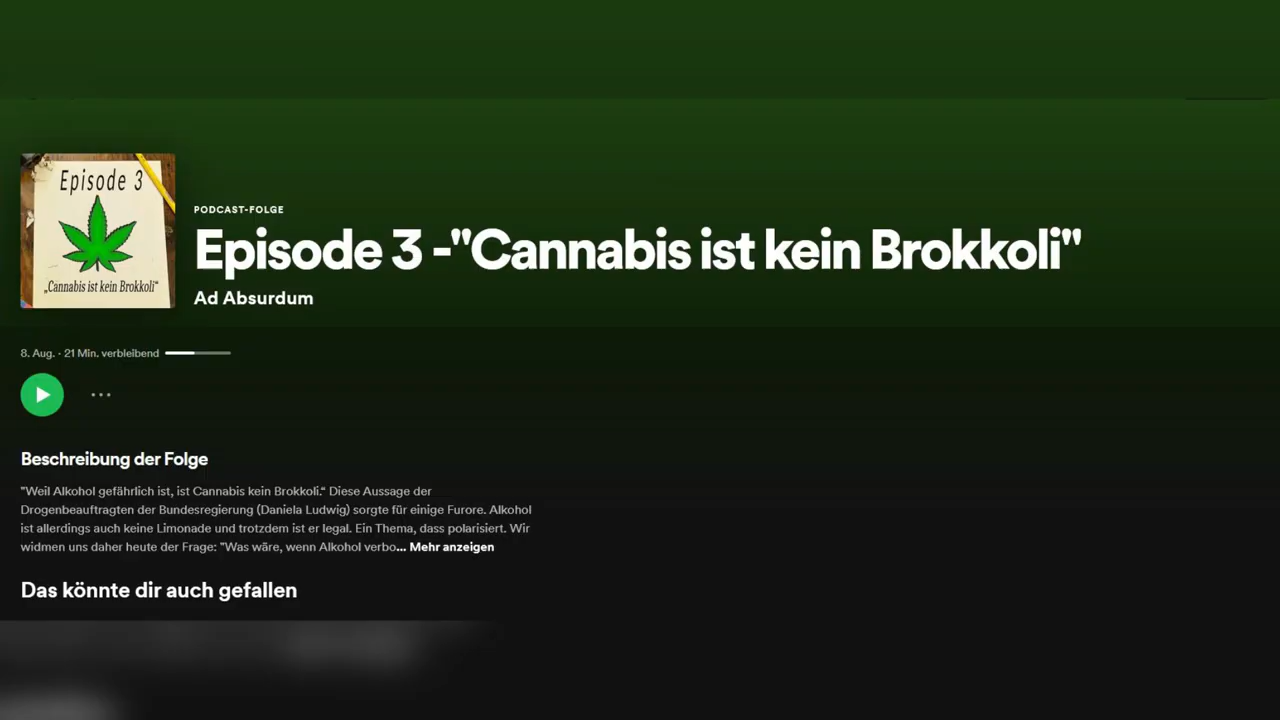 Episode 3
„Cannabis ist kein Brokkoli“
PODCAST-FOLGE
Episode 3 -"Cannabis ist kein Brokkoli"
Ad Absurdum
8. Aug. · 21 Min. verbleibend
Beschreibung der Folge
"Weil Alkohol gefährlich ist, ist Cannabis kein Brokkoli.“ Diese Aussage der
Drogenbeauftragten der Bundesregierung (Daniela Ludwig) sorgte für einige Furore. Alkohol
ist allerdings auch keine Limonade und trotzdem ist er legal. Ein Thema, dass polarisiert. Wir
widmen uns daher heute der Frage: "Was wäre, wenn Alkohol verbo... Mehr anzeigen
Das könnte dir auch gefallen